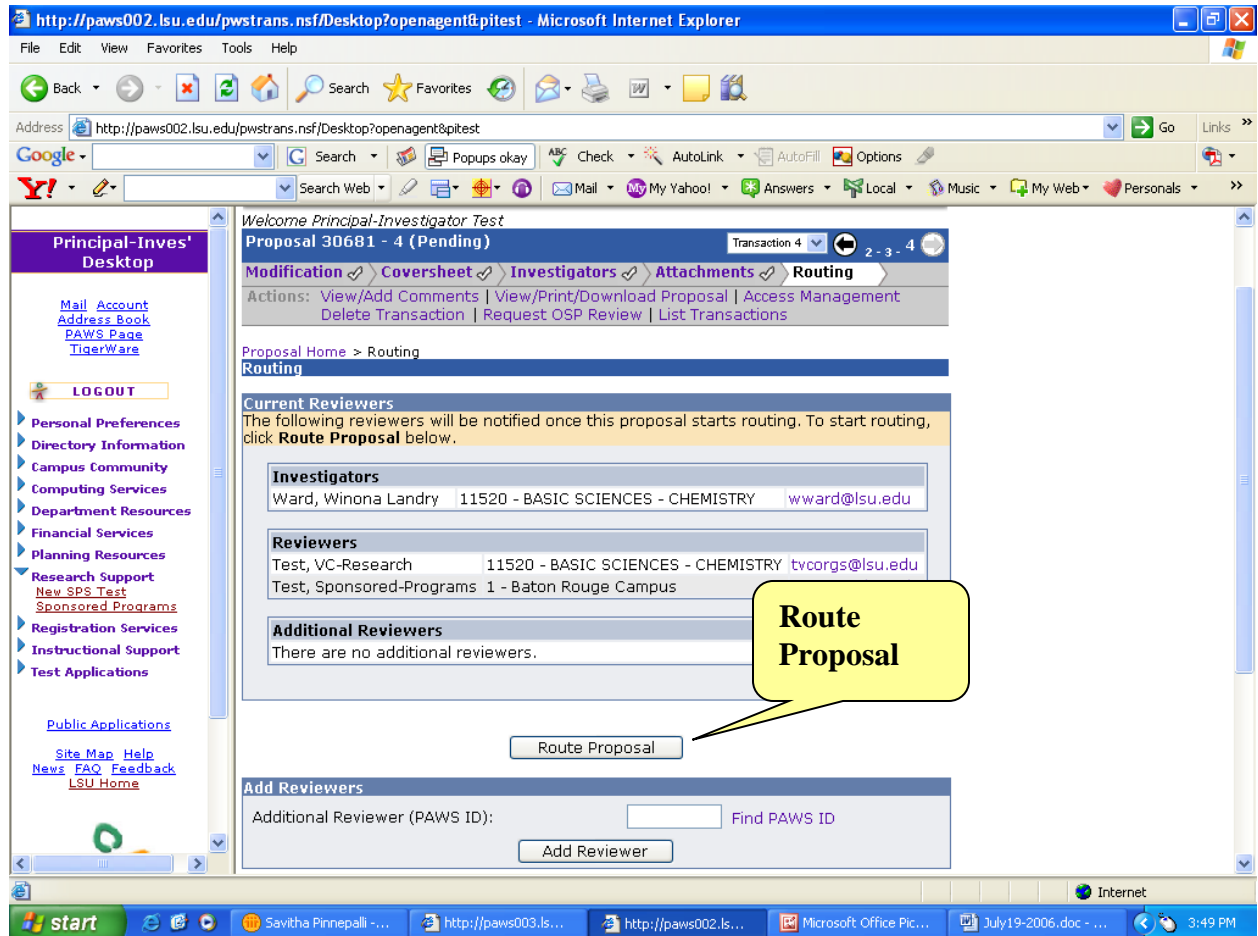 http://paws002.lsu.edu/pwstrans.nsf/Desktop?openagent&pitest - Microsoft Internet Explorer
File Edit View Favorites Tools Help
Back Search Favorites
Address http://paws002.lsu.edu/pwstrans.nsf/Desktop?openagent&pitest Go Links »
Google Search Popups okay ABC Check AutoLink AutoFill Options
Y! Search Web Mail My My Yahoo! Answers Local Music My Web Personals »
Principal-Inves'
Desktop
Mail Account
Address Book
PAWS Page
TigerWare
LOGOUT
Personal Preferences
Directory Information
Campus Community
Computing Services
Department Resources
Financial Services
Planning Resources
Research Support
New SPS Test
Sponsored Programs
Registration Services
Instructional Support
Test Applications
Public Applications
Site Map Help
News FAQ Feedback
LSU Home
Welcome Principal-Investigator Test
Proposal 30681 - 4 (Pending) Transaction 4 2 - 3 - 4
Modification Coversheet Investigators Attachments Routing
Actions: View/Add Comments | View/Print/Download Proposal | Access Management
Delete Transaction | Request OSP Review | List Transactions
Proposal Home > Routing
Routing
Current Reviewers
The following reviewers will be notified once this proposal starts routing. To start routing,
click Route Proposal below.
Investigators
Ward, Winona Landry 11520 - BASIC SCIENCES - CHEMISTRY wward@lsu.edu
Reviewers
Test, VC-Research 11520 - BASIC SCIENCES - CHEMISTRY tvcorgs@lsu.edu
Test, Sponsored-Programs 1 - Baton Rouge Campus
Additional Reviewers
There are no additional reviewers.
Route
Proposal
Route Proposal
Add Reviewers
Additional Reviewer (PAWS ID): Find PAWS ID
Add Reviewer
Internet
start Savitha Pinnepalli -... http://paws003.ls... http://paws002.ls... Microsoft Office Pic... July19-2006.doc - ... 3:49 PM